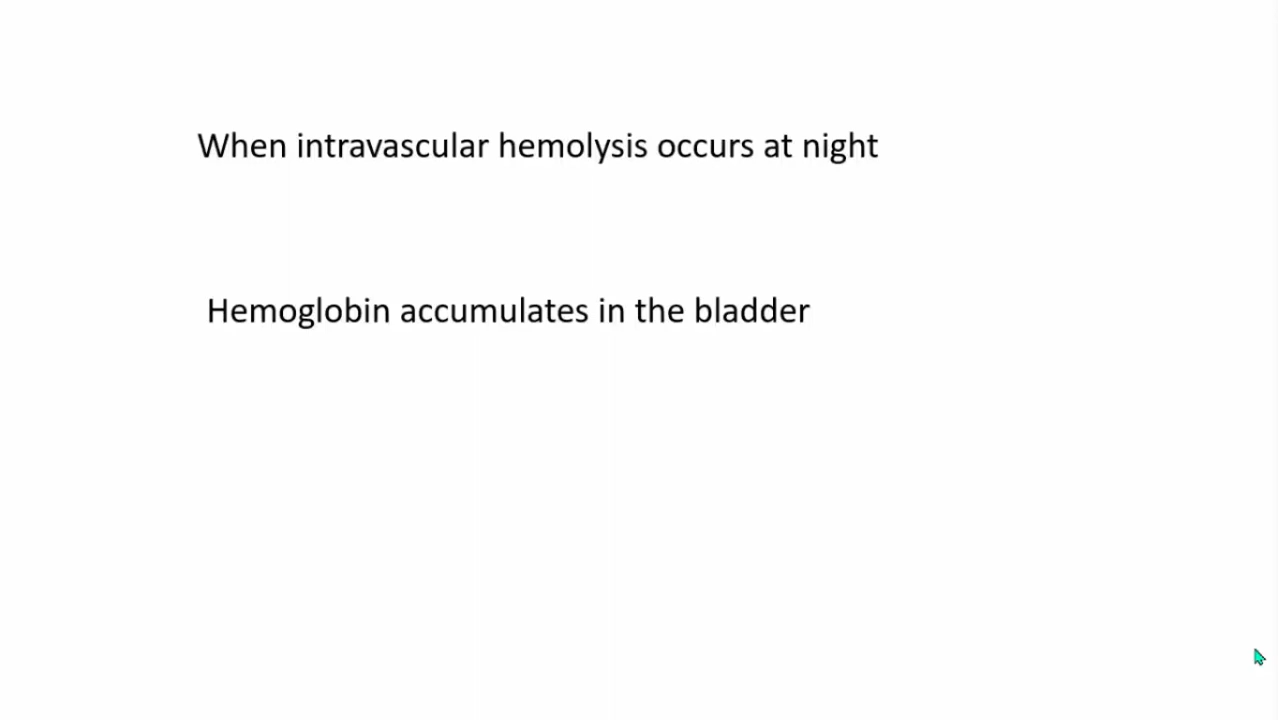 When intravascular hemolysis occurs at night
Hemoglobin accumulates in the bladder